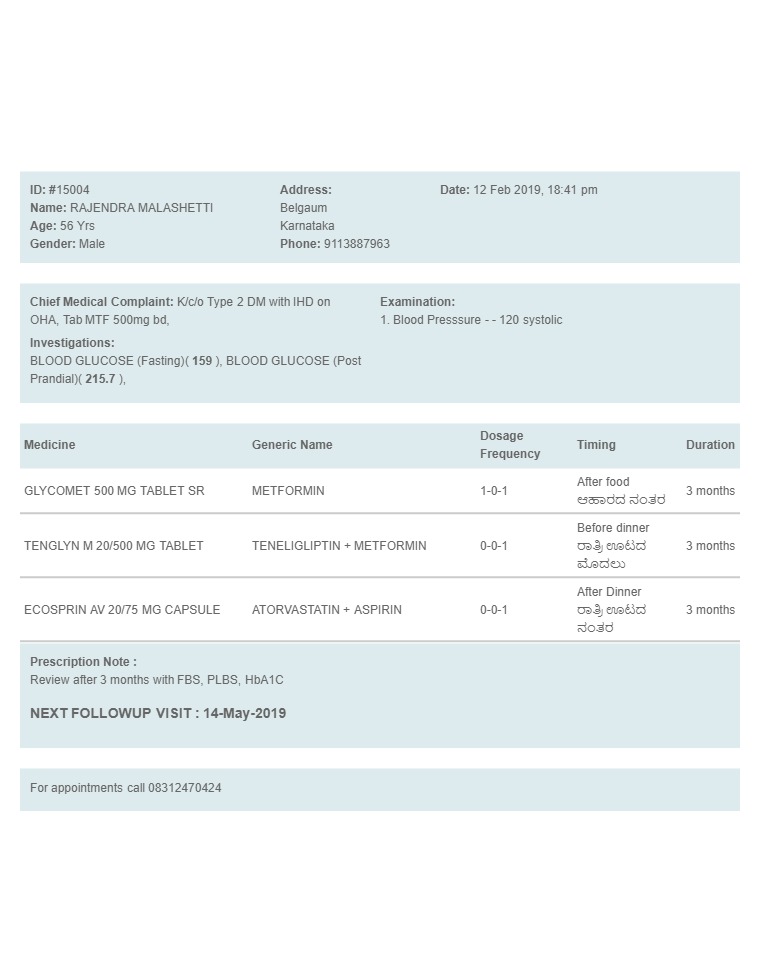 ID: #15004
Name: RAJENDRA MALASHETTI
Age: 56 Yrs
Gender: Male
Address:
Belgaum
Karnataka
Phone: 9113887963
Date: 12 Feb 2019, 18:41 pm
Chief Medical Complaint: K/c/o Type 2 DM with IHD on
OHA, Tab MTF 500mg bd,
Investigations:
BLOOD GLUCOSE (Fasting)( 159 ), BLOOD GLUCOSE (Post
Prandial)( 215.7 ),
Examination:
1. Blood Presssure - - 120 systolic
Medicine Generic Name Dosage Frequency Timing Duration
GLYCOMET 500 MG TABLET SR METFORMIN 1-0-1 After food 3 months
ಆಹಾರದ ನಂತರ
TENGLYN M 20/500 MG TABLET TENELIGLIPTIN + METFORMIN 0-0-1 Before dinner 3 months
ರಾತ್ರಿ ಊಟದ
ಮೊದಲು
ECOSPRIN AV 20/75 MG CAPSULE ATORVASTATIN + ASPIRIN 0-0-1 After Dinner 3 months
ರಾತ್ರಿ ಊಟದ
ನಂತರ
Prescription Note :
Review after 3 months with FBS, PLBS, HbA1C
NEXT FOLLOWUP VISIT : 14-May-2019
For appointments call 08312470424